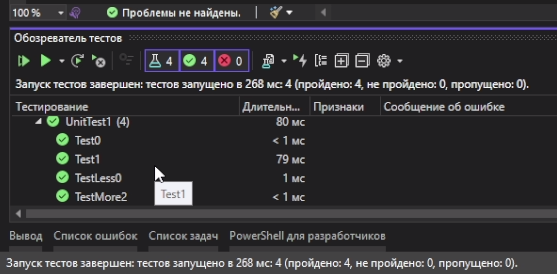 100 %
Проблемы не найдены.
Обозреватель тестов
4 4 0
Запуск тестов завершен: тестов запущено в 268 мс: 4 (пройдено: 4, не пройдено: 0, пропущено: 0).
Тестирование Длительн... Признаки Сообщение об ошибке
UnitTest1 (4) 80 мс
Test0 < 1 мс
Test1 79 мс
TestLess0 1 мс
Test1
TestMore2 < 1 мс
Вывод Список ошибок Список задач PowerShell для разработчиков
Запуск тестов завершен: тестов запущено в 268 мс: 4 (пройдено: 4, не пройдено: 0, пропущено: 0).